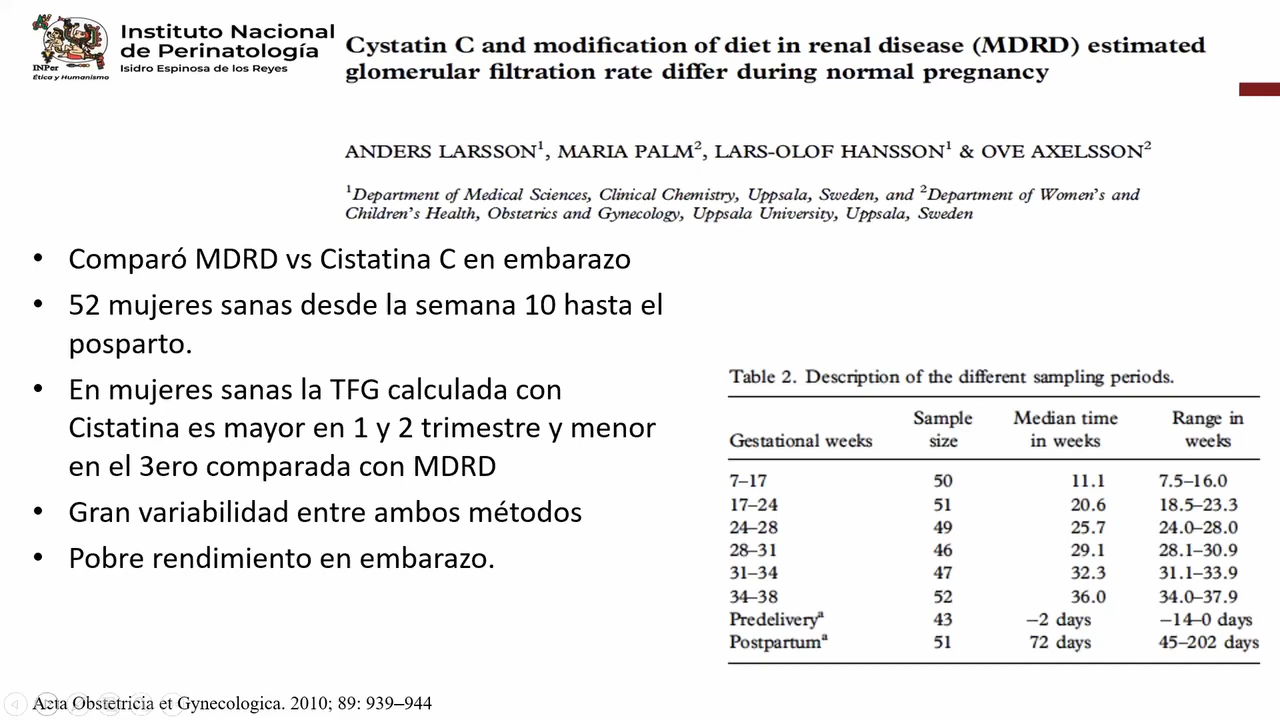 Instituto Nacional
de Perinatología
Isidro Espinosa de los Reyes
INPer
Ética y Humanismo
Cystatin C and modification of diet in renal disease (MDRD) estimated
glomerular filtration rate differ during normal pregnancy
ANDERS LARSSON1, MARIA PALM2, LARS-OLOF HANSSON1 & OVE AXELSSON2
1Department of Medical Sciences, Clinical Chemistry, Uppsala, Sweden, and 2Department of Women's and
Children's Health, Obstetrics and Gynecology, Uppsala University, Uppsala, Sweden
• Comparó MDRD vs Cistatina C en embarazo
• 52 mujeres sanas desde la semana 10 hasta el
posparto.
• En mujeres sanas la TFG calculada con
Cistatina es mayor en 1 y 2 trimestre y menor
en el 3ero comparada con MDRD
• Gran variabilidad entre ambos métodos
• Pobre rendimiento en embarazo.
Table 2. Description of the different sampling periods.
Gestational weeks Sample size Median time in weeks Range in weeks
7–17 50 11.1 7.5–16.0
17–24 51 20.6 18.5–23.3
24–28 49 25.7 24.0–28.0
28–31 46 29.1 28.1–30.9
31–34 47 32.3 31.1–33.9
34–38 52 36.0 34.0–37.9
Predeliverya 43 −2 days −14–0 days
Postpartuma 51 72 days 45–202 days
Acta Obstetricia et Gynecologica. 2010; 89: 939–944